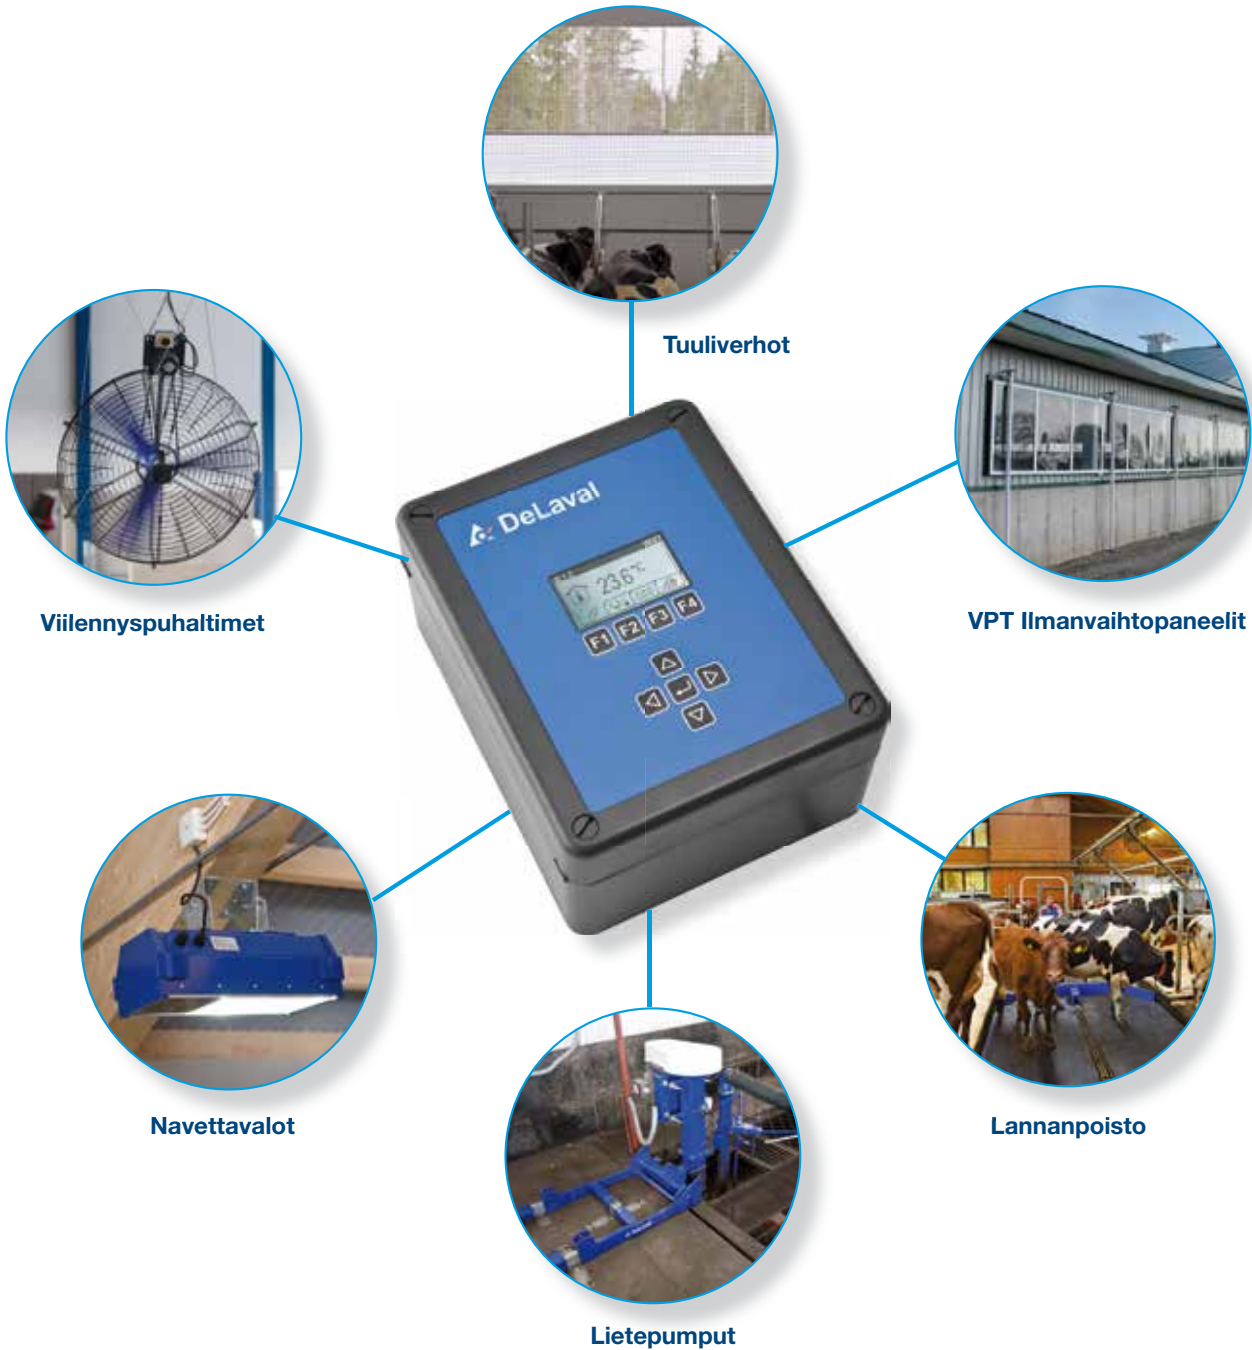 Tuuliverhot
Viilennyspuhaltimet
VPT Ilmanvaihtopaneelit
DeLaval
23.6 °C
F1 F2 F3 F4
Navettavalot
Lannanpoisto
Lietepumput